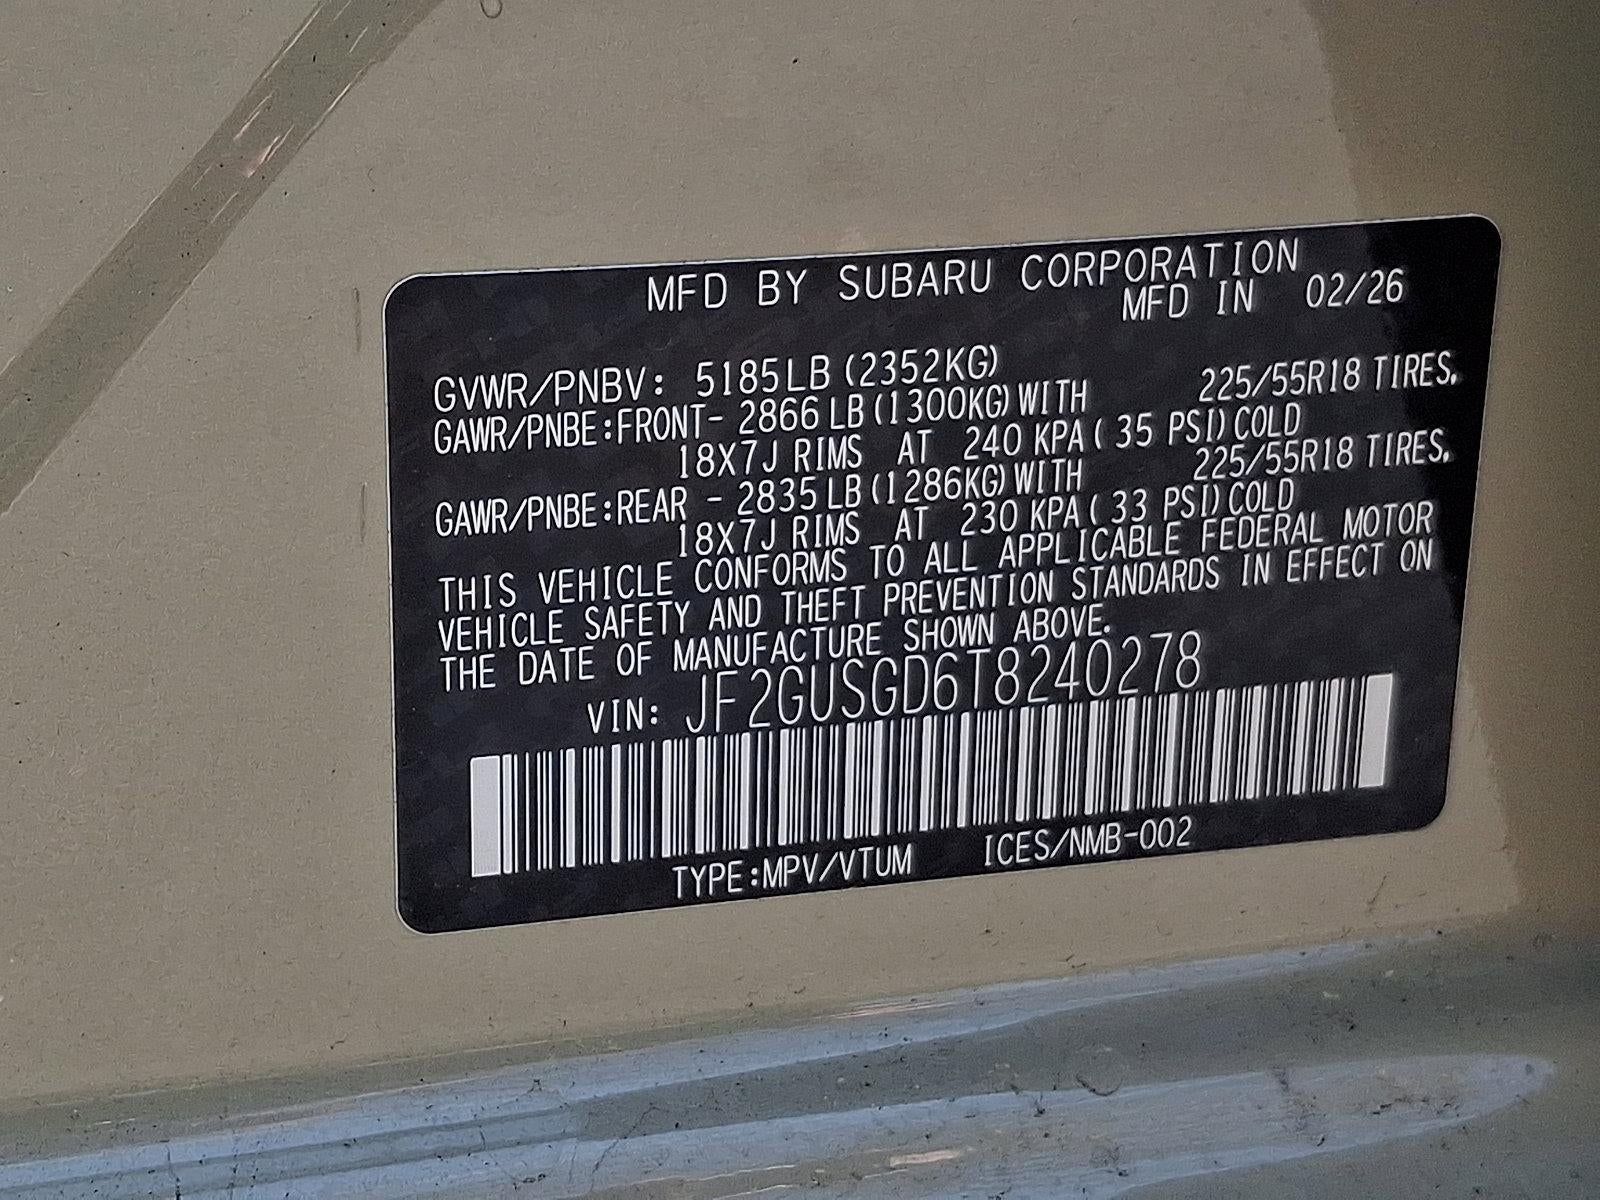 MFD BY SUBARU CORPORATION
MFD IN 02/26
GVWR/PNBV: 5185LB (2352KG)
GAWR/PNBE:FRONT- 2866 LB (1300KG) WITH 225/55R18 TIRES,
18X7J RIMS AT 240 KPA ( 35 PSI) COLD
GAWR/PNBE:REAR - 2835 LB (1286KG) WITH 225/55R18 TIRES,
18X7J RIMS AT 230 KPA ( 33 PSI) COLD
THIS VEHICLE CONFORMS TO ALL APPLICABLE FEDERAL MOTOR
VEHICLE SAFETY AND THEFT PREVENTION STANDARDS IN EFFECT ON
THE DATE OF MANUFACTURE SHOWN ABOVE.
VIN: JF2GUSGD6T8240278
TYPE:MPV/VTUM ICES/NMB-002